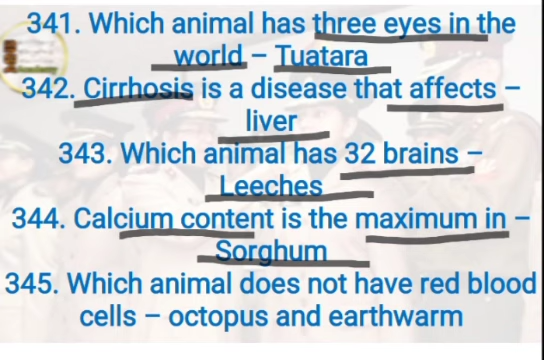 341. Which animal has three eyes in the
world – Tuatara
342. Cirrhosis is a disease that affects –
liver
343. Which animal has 32 brains –
Leeches
344. Calcium content is the maximum in –
Sorghum
345. Which animal does not have red blood
cells – octopus and earthwarm